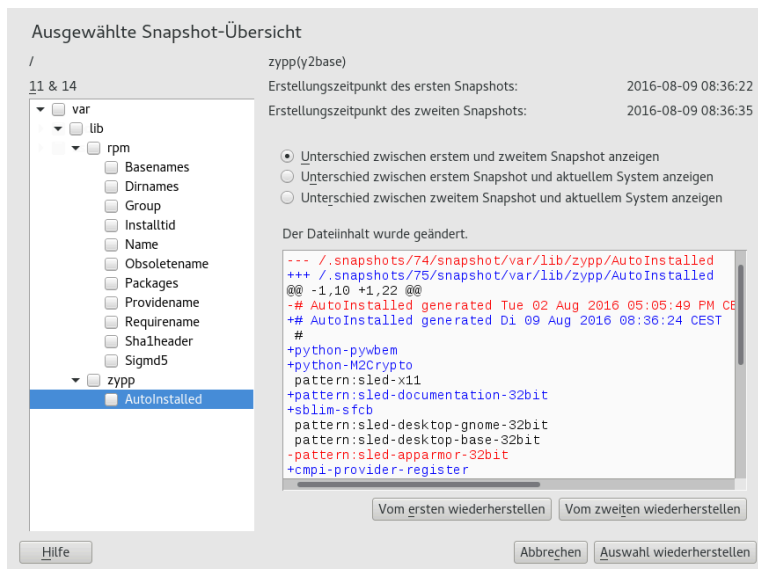 Ausgewählte Snapshot-Übersicht
/
zypp(y2base)
11 & 14
Erstellungszeitpunkt des ersten Snapshots: 2016-08-09 08:36:22
Erstellungszeitpunkt des zweiten Snapshots: 2016-08-09 08:36:35
var
lib
rpm
Basenames
Dirnames
Group
Installtid
Name
Obsoletename
Packages
Providename
Requirename
Sha1header
Sigmd5
zypp
AutoInstalled
Unterschied zwischen erstem und zweitem Snapshot anzeigen
Unterschied zwischen erstem Snapshot und aktuellem System anzeigen
Unterschied zwischen zweitem Snapshot und aktuellem System anzeigen
Der Dateiinhalt wurde geändert.
--- /.snapshots/74/snapshot/var/lib/zypp/AutoInstalled
+++ /.snapshots/75/snapshot/var/lib/zypp/AutoInstalled
@@ -1,10 +1,22 @@
-# AutoInstalled generated Tue 02 Aug 2016 05:05:49 PM CE
+# AutoInstalled generated Di 09 Aug 2016 08:36:24 CEST
#
+python-pywbem
+python-M2Crypto
pattern:sled-x11
+pattern:sled-documentation-32bit
+sblim-sfcb
pattern:sled-desktop-gnome-32bit
pattern:sled-desktop-base-32bit
-pattern:sled-apparmor-32bit
+cmpi-provider-register
Vom ersten wiederherstellen Vom zweiten wiederherstellen
Hilfe Abbrechen Auswahl wiederherstellen